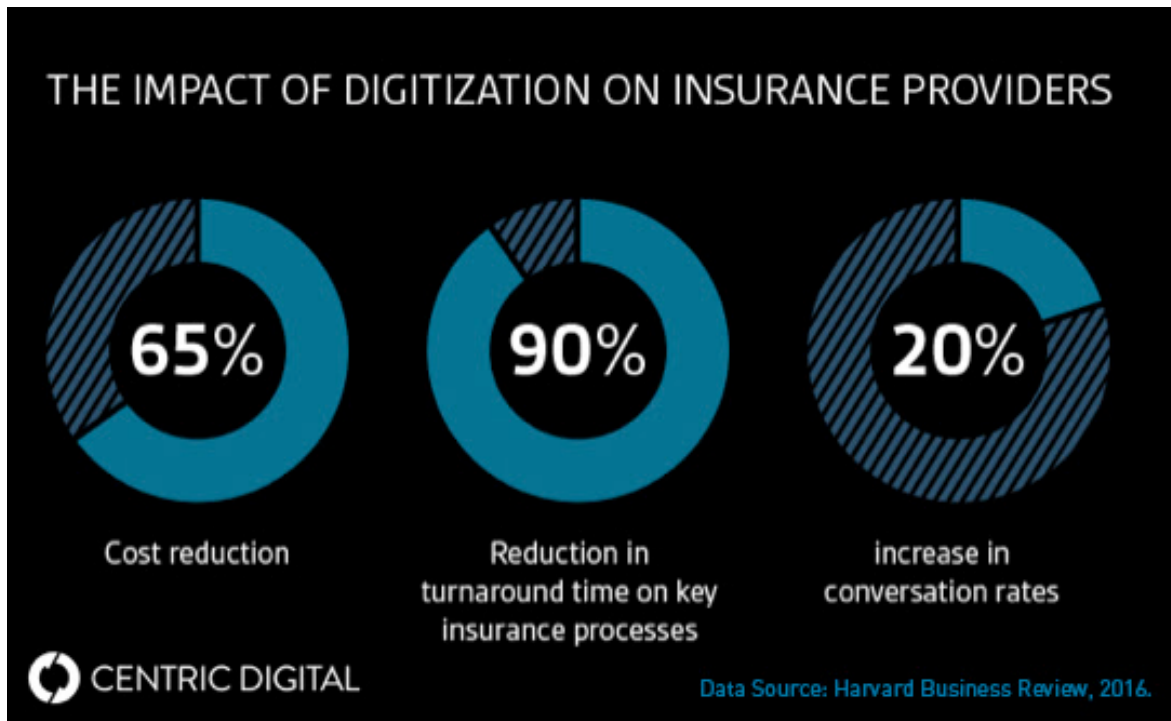 THE IMPACT OF DIGITIZATION ON INSURANCE PROVIDERS
65%
90%
20%
Cost reduction
Reduction in
turnaround time on key
insurance processes
increase in
conversation rates
CENTRIC DIGITAL
Data Source: Harvard Business Review, 2016.